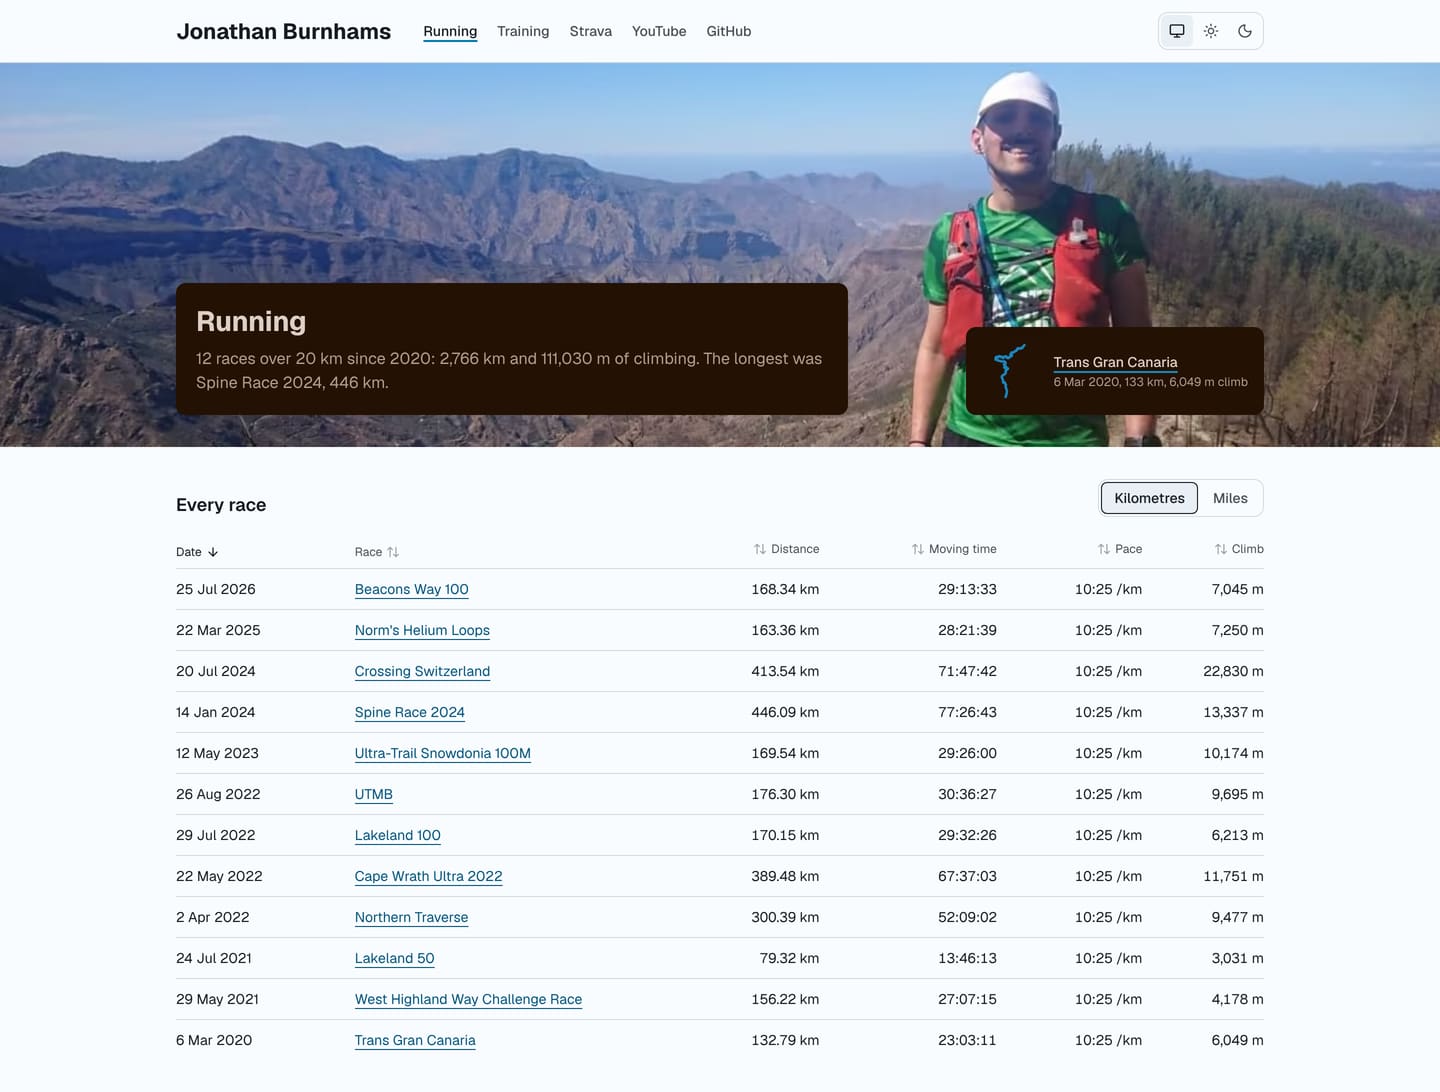 Jonathan Burnhams Running Training Strava YouTube GitHub
Running
12 races over 20 km since 2020: 2,766 km and 111,030 m of climbing. The longest was
Spine Race 2024, 446 km.
Trans Gran Canaria
6 Mar 2020, 133 km, 6,049 m climb
Every race
Kilometres Miles
Date Race Distance Moving time Pace Climb
25 Jul 2026 Beacons Way 100 168.34 km 29:13:33 10:25 /km 7,045 m
22 Mar 2025 Norm's Helium Loops 163.36 km 28:21:39 10:25 /km 7,250 m
20 Jul 2024 Crossing Switzerland 413.54 km 71:47:42 10:25 /km 22,830 m
14 Jan 2024 Spine Race 2024 446.09 km 77:26:43 10:25 /km 13,337 m
12 May 2023 Ultra-Trail Snowdonia 100M 169.54 km 29:26:00 10:25 /km 10,174 m
26 Aug 2022 UTMB 176.30 km 30:36:27 10:25 /km 9,695 m
29 Jul 2022 Lakeland 100 170.15 km 29:32:26 10:25 /km 6,213 m
22 May 2022 Cape Wrath Ultra 2022 389.48 km 67:37:03 10:25 /km 11,751 m
2 Apr 2022 Northern Traverse 300.39 km 52:09:02 10:25 /km 9,477 m
24 Jul 2021 Lakeland 50 79.32 km 13:46:13 10:25 /km 3,031 m
29 May 2021 West Highland Way Challenge Race 156.22 km 27:07:15 10:25 /km 4,178 m
6 Mar 2020 Trans Gran Canaria 132.79 km 23:03:11 10:25 /km 6,049 m